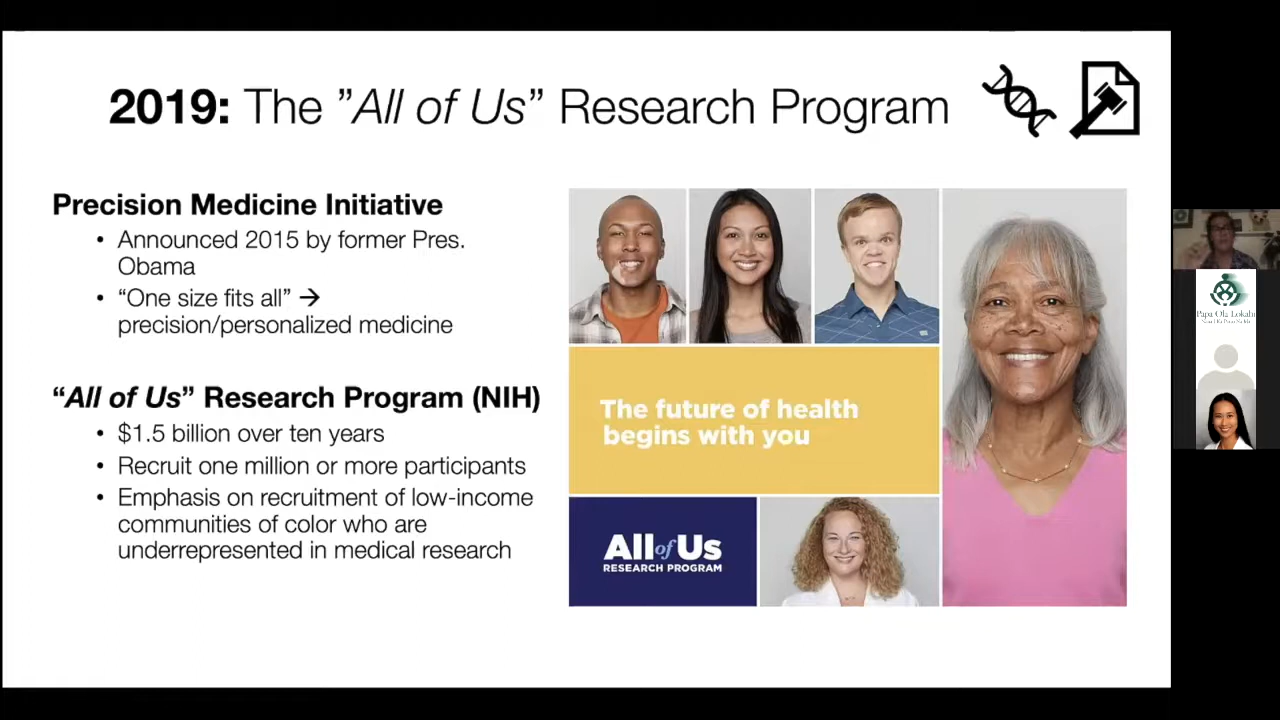 2019: The ”All of Us” Research Program
Precision Medicine Initiative
• Announced 2015 by former Pres.
Obama
• “One size fits all” →
precision/personalized medicine
“All of Us” Research Program (NIH)
• $1.5 billion over ten years
• Recruit one million or more participants
• Emphasis on recruitment of low-income
communities of color who are
underrepresented in medical research
The future of health
begins with you
All of Us
RESEARCH PROGRAM
Papa Ola Lokahi